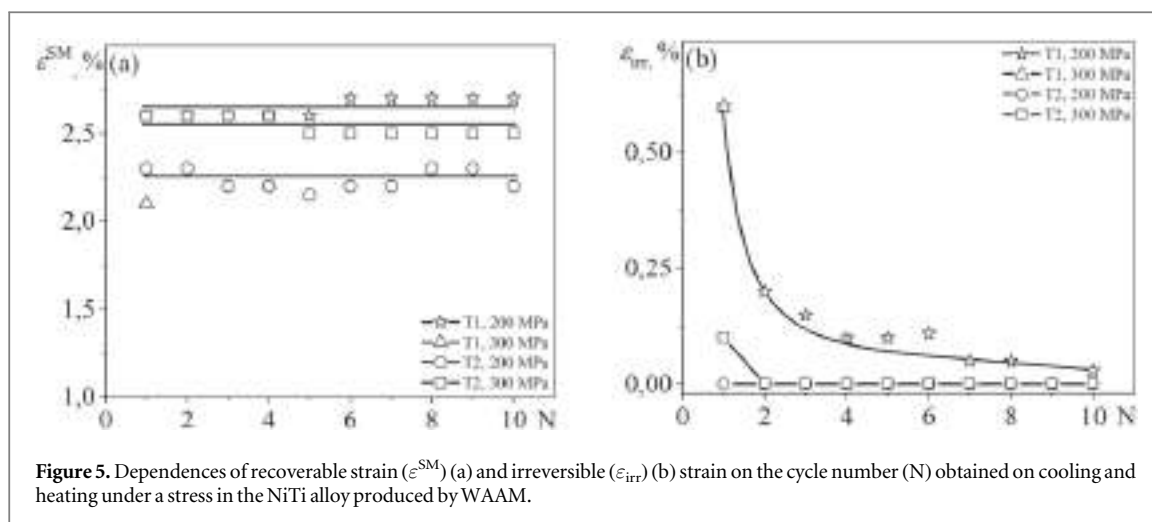 ε^SM, % (a)
2,5
2,0
1,5
1,0
0 2 4 6 8 10 N
T1, 200 MPa
T1, 300 MPa
T2, 200 MPa
T2, 300 MPa
ε_irr, % (b)
0,50
0,25
0,00
0 2 4 6 8 10 N
T1, 200 MPa
T1, 300 MPa
T2, 200 MPa
T2, 300 MPa
Figure 5. Dependences of recoverable strain (ε^SM) (a) and irreversible (ε_irr) (b) strain on the cycle number (N) obtained on cooling and
heating under a stress in the NiTi alloy produced by WAAM.